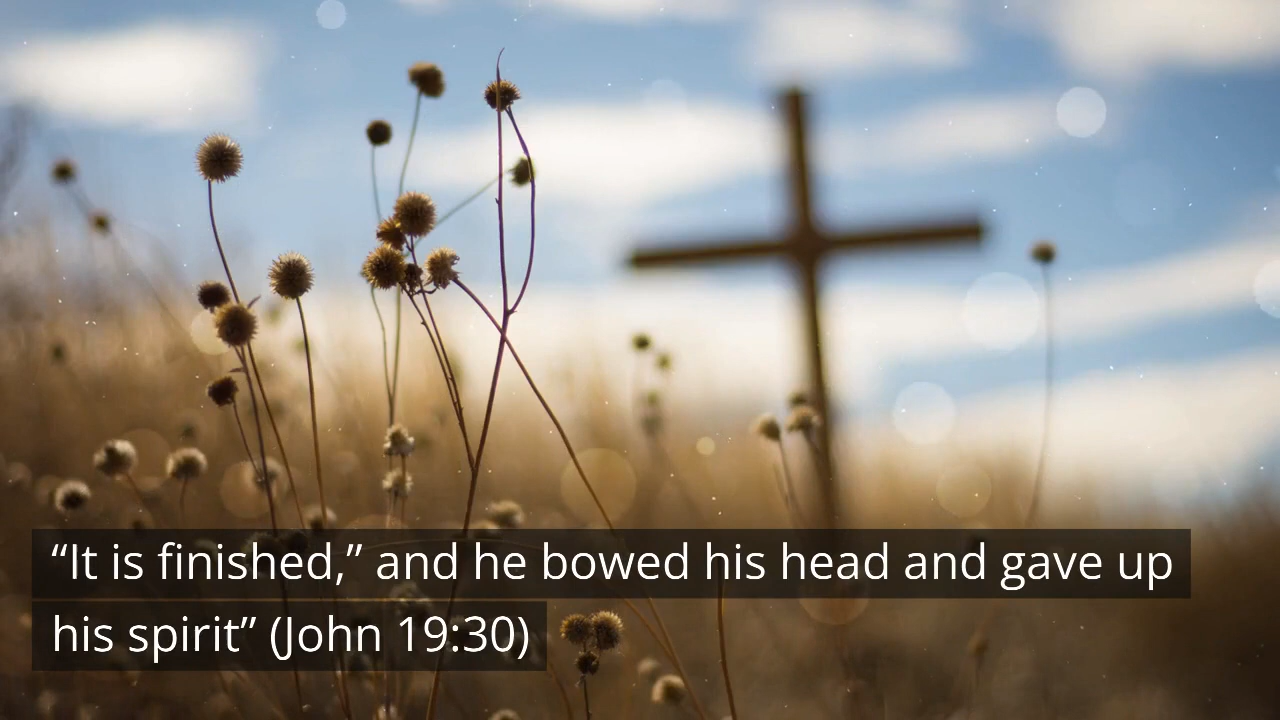 “It is finished,” and he bowed his head and gave up
his spirit” (John 19:30)